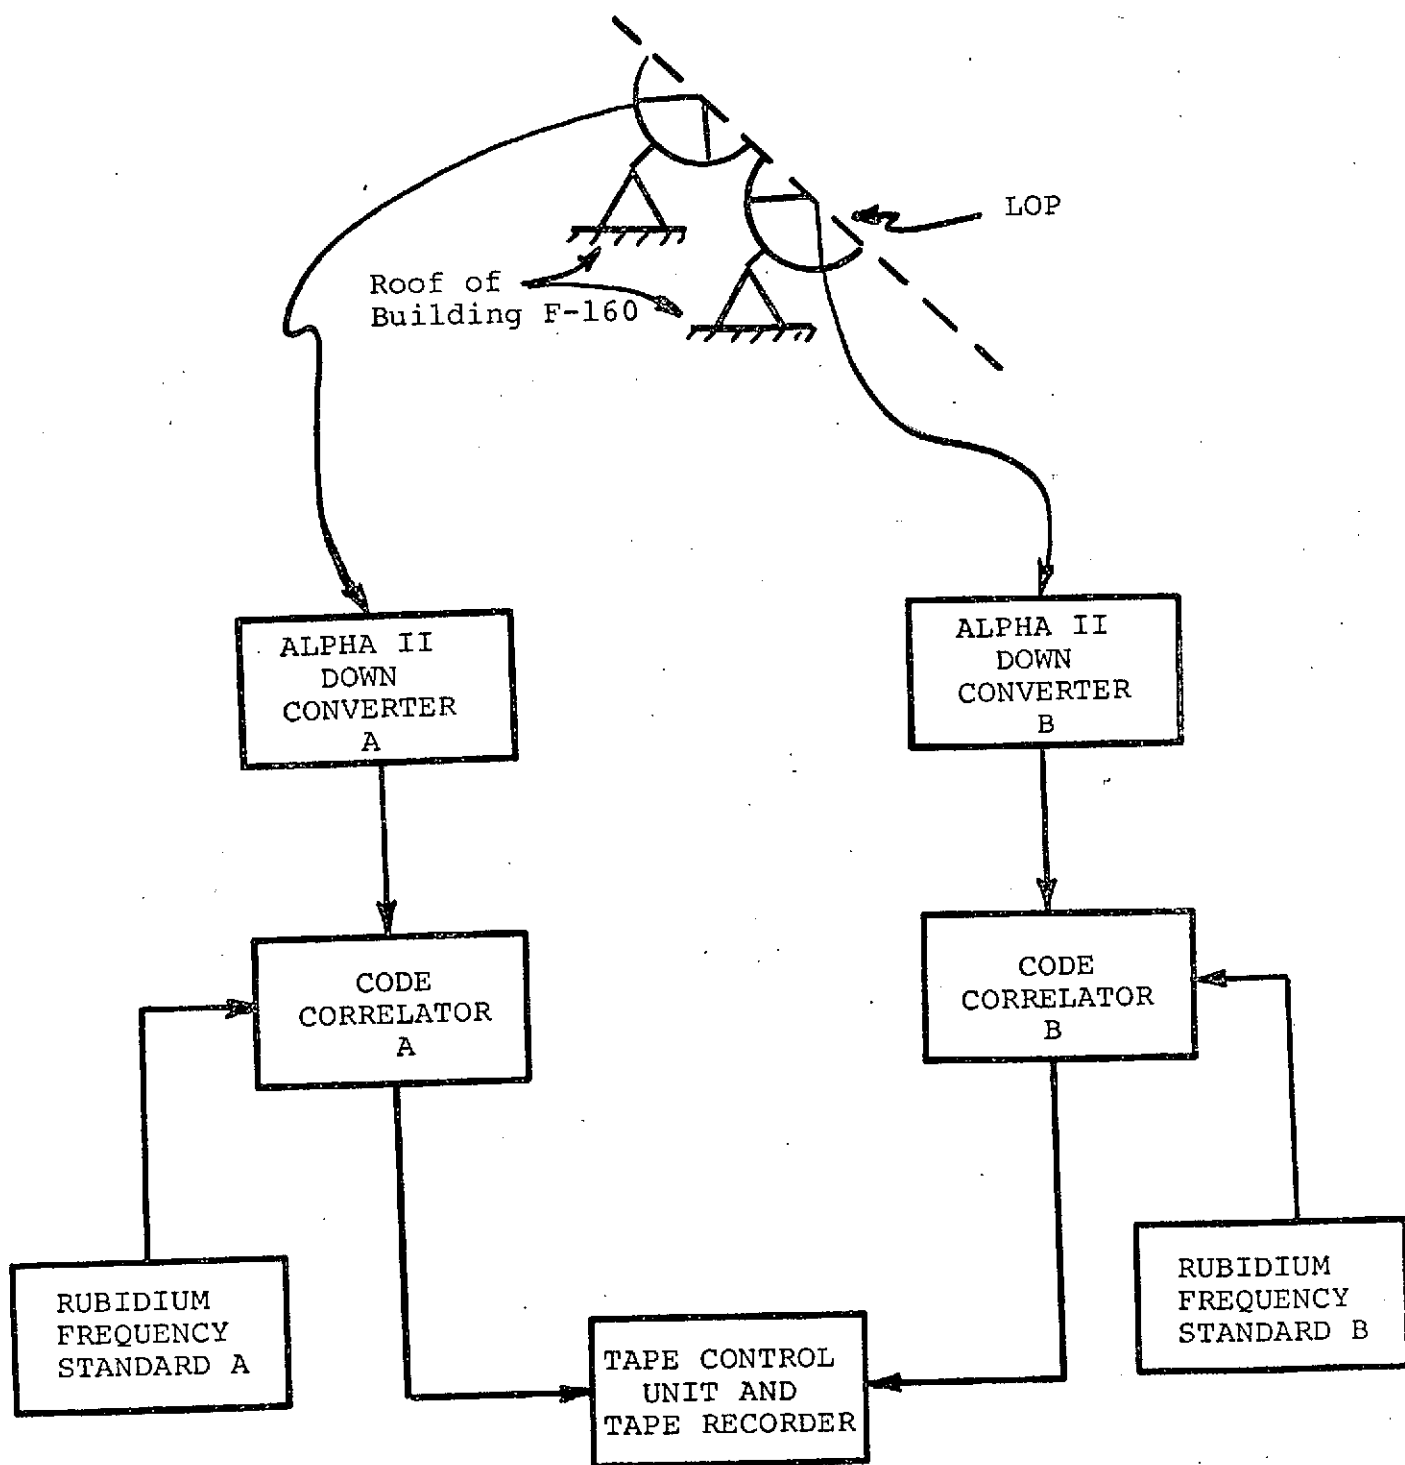 LOP
Roof of
Building F-160
ALPHA II
DOWN
CONVERTER
A
ALPHA II
DOWN
CONVERTER
B
CODE
CORRELATOR
A
CODE
CORRELATOR
B
RUBIDIUM
FREQUENCY
STANDARD A
TAPE CONTROL
UNIT AND
TAPE RECORDER
RUBIDIUM
FREQUENCY
STANDARD B